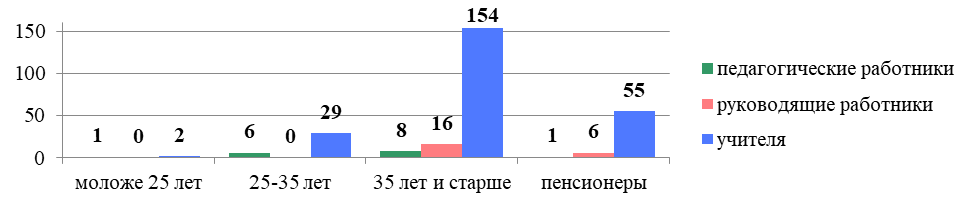 150
100
50
0
1 0 2
6 0 29
8 16 154
1 6 55
моложе 25 лет
25-35 лет
35 лет и старше
пенсионеры
педагогические работники
руководящие работники
учителя